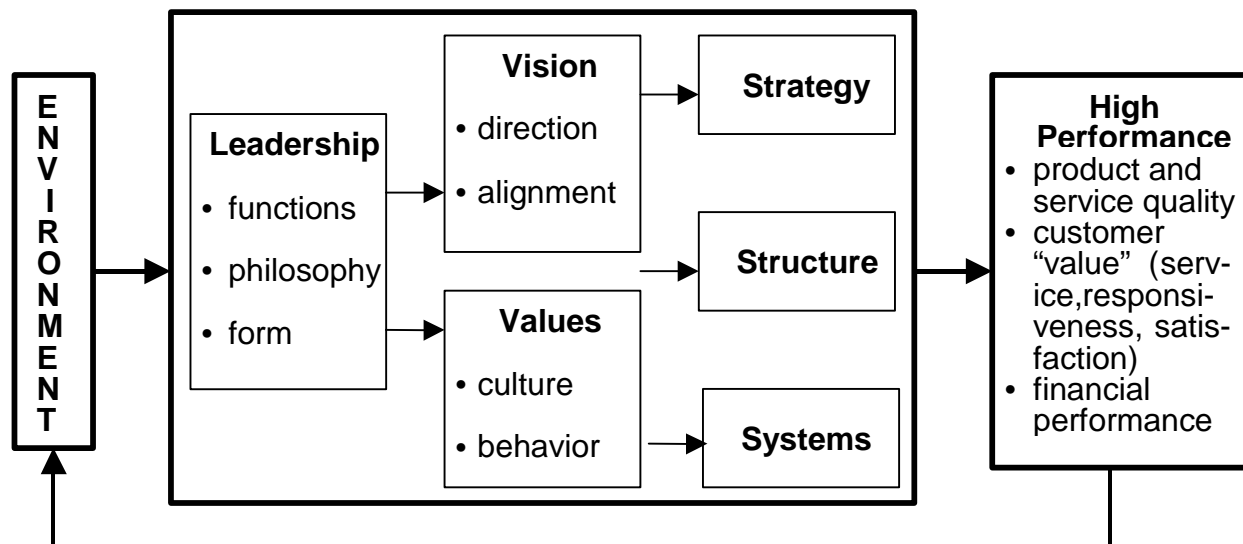 ENVIRONMENT
Leadership
• functions
• philosophy
• form
Vision
• direction
• alignment
Values
• culture
• behavior
Strategy
Structure
Systems
High
Performance
• product and
service quality
• customer
“value” (serv-
ice,responsi-
veness, satis-
faction)
• financial
performance